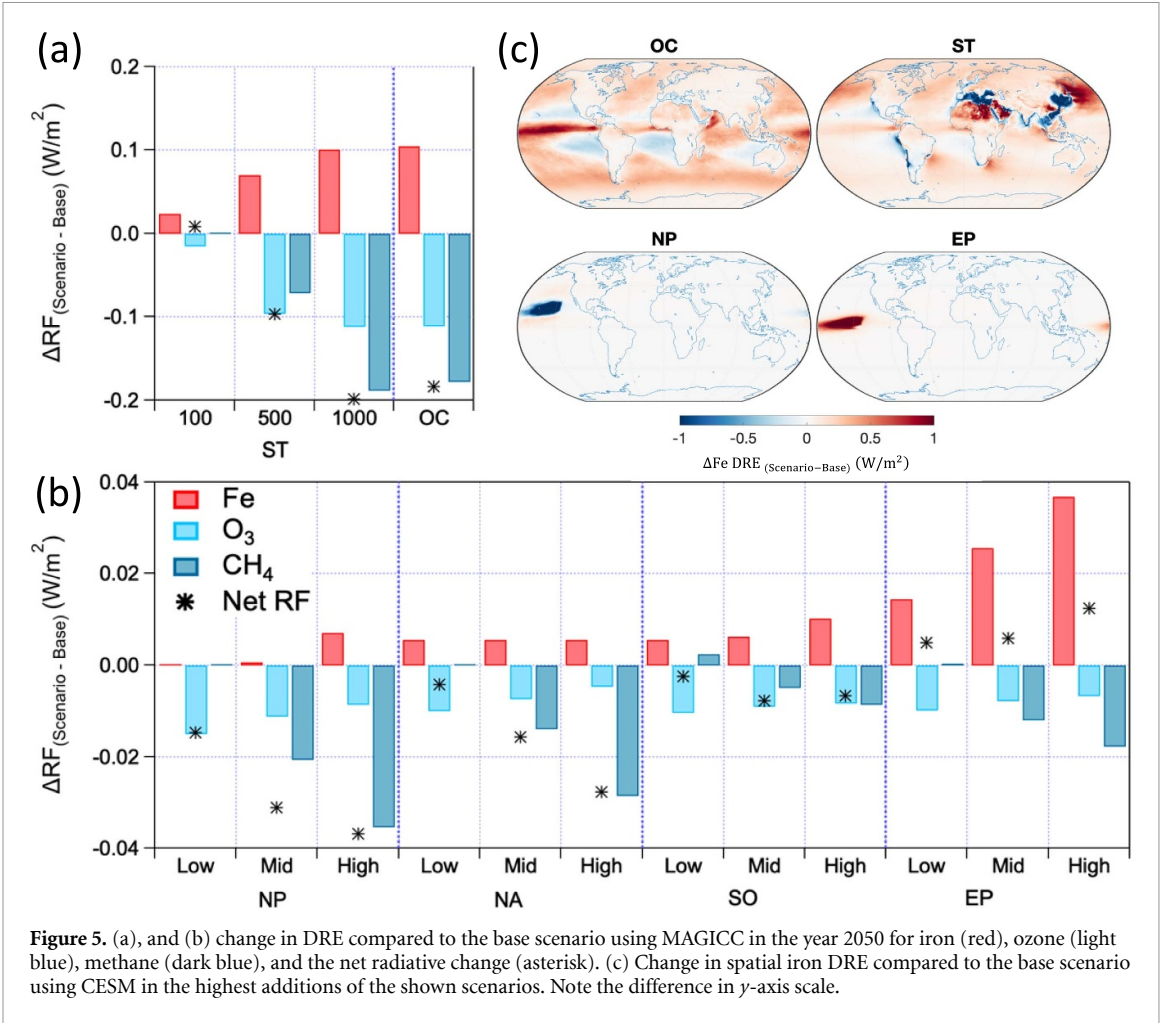 (a)
0.2
0.1
0.0
-0.1
-0.2
ΔRF(Scenario - Base) (W/m2)
100
500
1000
OC
ST
(c)
OC
ST
NP
EP
-1
-0.5
0
0.5
1
ΔFe DRE (Scenario−Base) (W/m2)
(b)
0.04
0.02
0.00
-0.02
-0.04
ΔRF(Scenario - Base) (W/m2)
Fe
O3
CH4
Net RF
Low
Mid
High
Low
Mid
High
Low
Mid
High
Low
Mid
High
NP
NA
SO
EP
Figure 5. (a), and (b) change in DRE compared to the base scenario using MAGICC in the year 2050 for iron (red), ozone (light
blue), methane (dark blue), and the net radiative change (asterisk). (c) Change in spatial iron DRE compared to the base scenario
using CESM in the highest additions of the shown scenarios. Note the difference in y-axis scale.